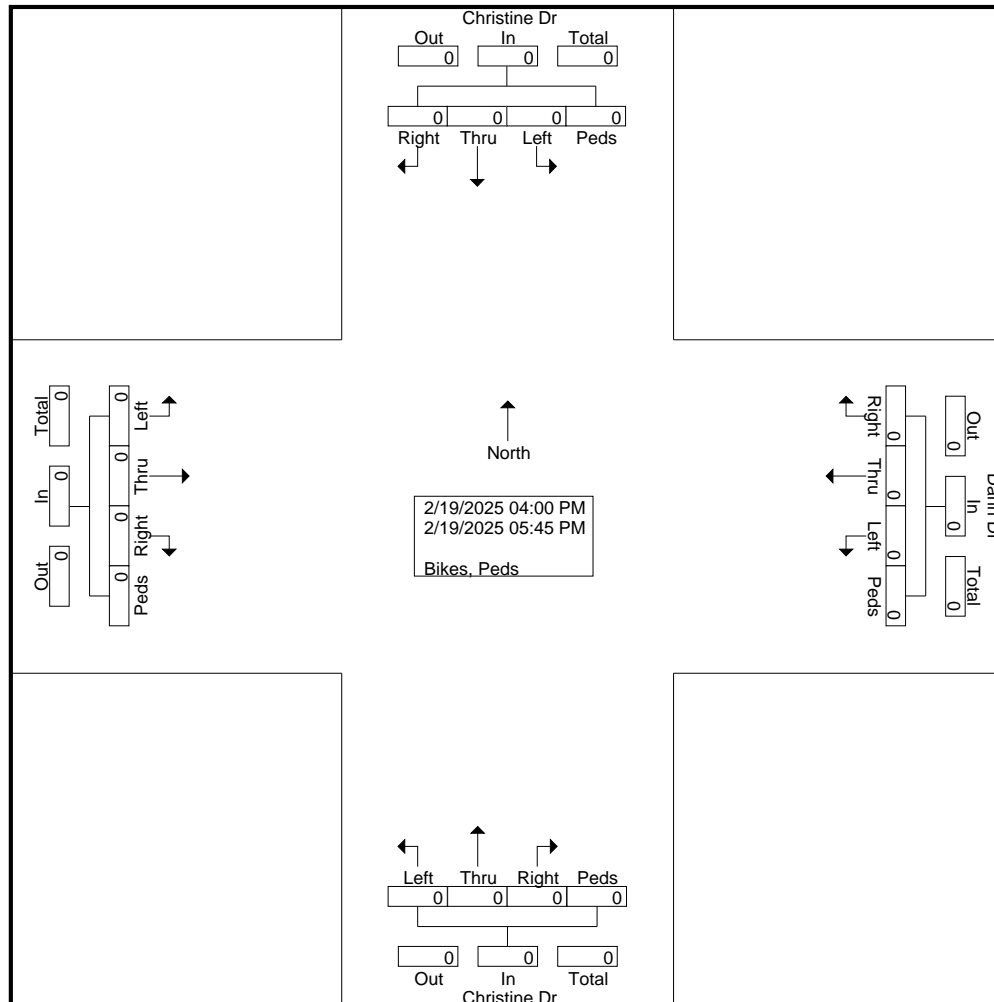 Christine Dr
Out In Total
0 0 0
0 0 0 0
Right Thru Left Peds
Total In Out
0 0 0
0 0 0 0
Left Thru Right Peds
North
2/19/2025 04:00 PM
2/19/2025 05:45 PM
Bikes, Peds
Right Thru Left Peds
0 0 0 0
0 0 0
Out In Total
Left Thru Right Peds
0 0 0 0
0 0 0
Out In Total
Christine Dr